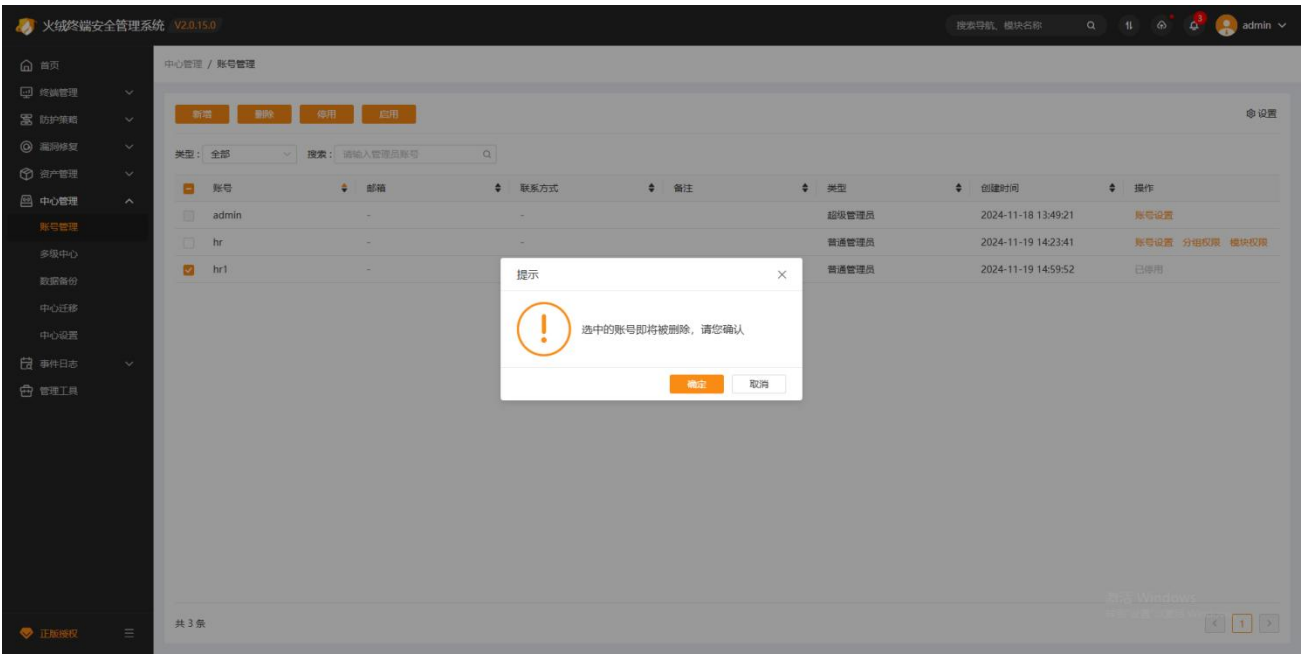 火绒终端安全管理系统 V2.0.15.0 搜索导航、模块名称 3 admin
首页
中心管理 / 账号管理
终端管理
防护策略
漏洞修复
资产管理
中心管理
账号管理
多级中心
数据备份
中心迁移
中心设置
事件日志
管理工具
正版授权
新增 删除 停用 启用 设置
类型： 全部 搜索： 请输入管理员账号
账号 邮箱 联系方式 备注 类型 创建时间 操作
admin - - 超级管理员 2024-11-18 13:49:21 账号设置
hr - - 普通管理员 2024-11-19 14:23:41 账号设置 分组权限 模块权限
hr1 - 普通管理员 2024-11-19 14:59:52 已停用
提示
选中的账号即将被删除，请您确认
确定 取消
激活 Windows
共 3 条 1